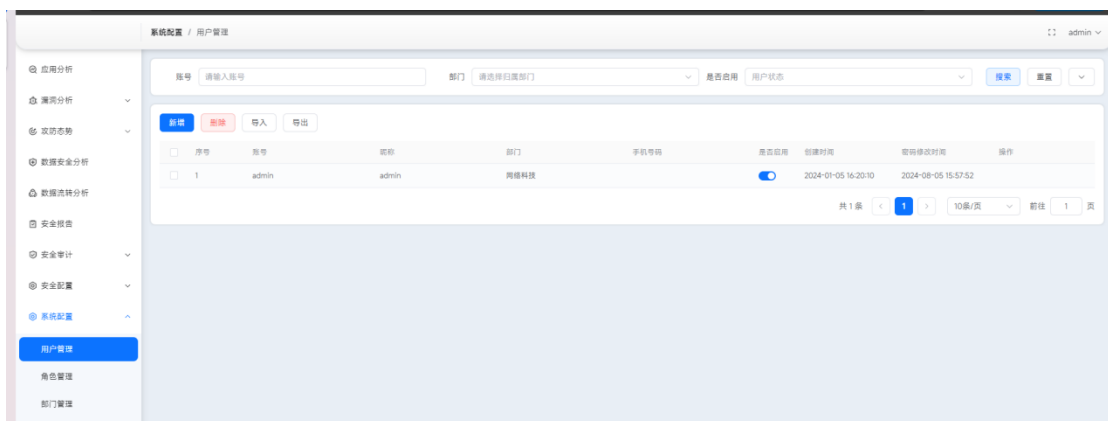 系统配置 / 用户管理
admin
应用分析
漏洞分析
攻防态势
数据安全分析
数据流转分析
安全报告
安全审计
安全配置
系统配置
用户管理
角色管理
部门管理
账号 请输入账号 部门 请选择归属部门 是否启用 用户状态 搜索 重置
新增 删除 导入 导出
序号 账号 昵称 部门 手机号码 是否启用 创建时间 密码修改时间 操作
1 admin admin 网络科技 2024-01-05 16:20:10 2024-08-05 15:57:52
共 1 条 1 10条/页 前往 1 页